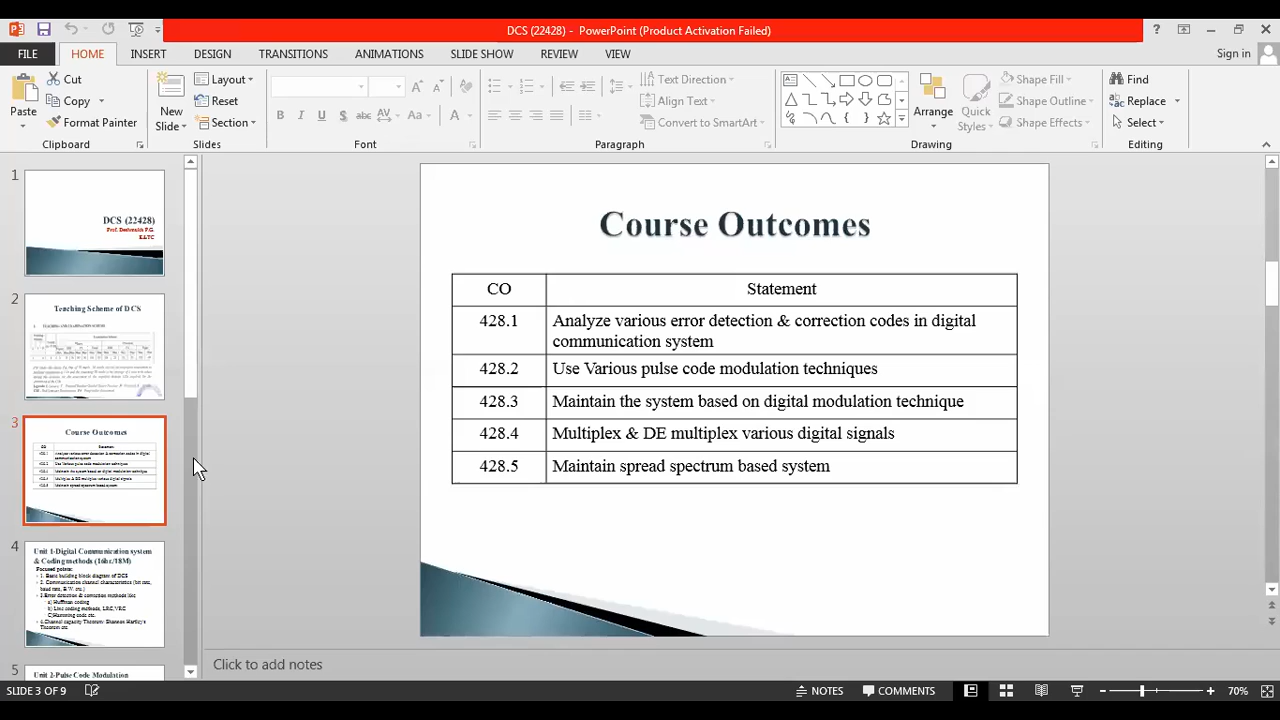 DCS (22428) - PowerPoint (Product Activation Failed)
FILE HOME INSERT DESIGN TRANSITIONS ANIMATIONS SLIDE SHOW REVIEW VIEW Sign in
Paste
Cut
Copy
Format Painter
Clipboard
New Slide
Layout
Reset
Section
Slides
Font
Text Direction
Align Text
Convert to SmartArt
Paragraph
Arrange
Quick Styles
Shape Fill
Shape Outline
Shape Effects
Drawing
Find
Replace
Select
Editing
1
DCS (22428)
Prof. Deshmukh P.G.
E&TC
2
Teaching Scheme of DCS
3
Course Outcomes
4
Unit 1-Digital Communication system
& Coding methods (16hr/18M)
Focused points:
1. Basic building block diagram of DCS
2. Communication channel characteristics (bit rate,
baud rate, B.W. etc.)
3.Error detection & correction methods like
a) Huffman coding
b) Line coding methods, LRC,VRC
C)Hamming code etc.
4.Channel capacity Theorem- Shannon Hartley's
Theorem etc
5
Unit 2-Pulse Code Modulation
Course Outcomes
CO Statement
428.1 Analyze various error detection & correction codes in digital
communication system
428.2 Use Various pulse code modulation techniques
428.3 Maintain the system based on digital modulation technique
428.4 Multiplex & DE multiplex various digital signals
428.5 Maintain spread spectrum based system
Click to add notes
SLIDE 3 OF 9 NOTES COMMENTS 70%